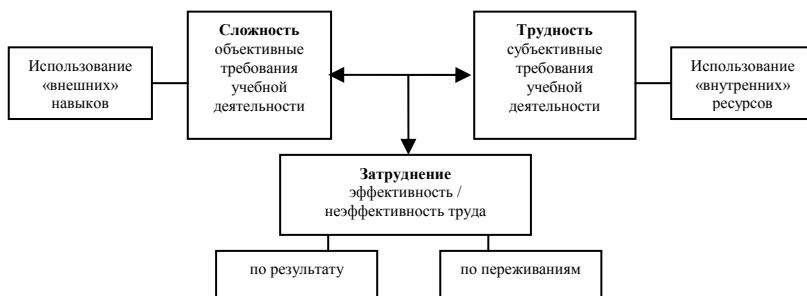 Использование
«внешних»
навыков
Сложность
объективные
требования
учебной
деятельности
Трудность
субъективные
требования
учебной
деятельности
Использование
«внутренних»
ресурсов
Затруднение
эффективность /
неэффективность труда
по результату
по переживаниям